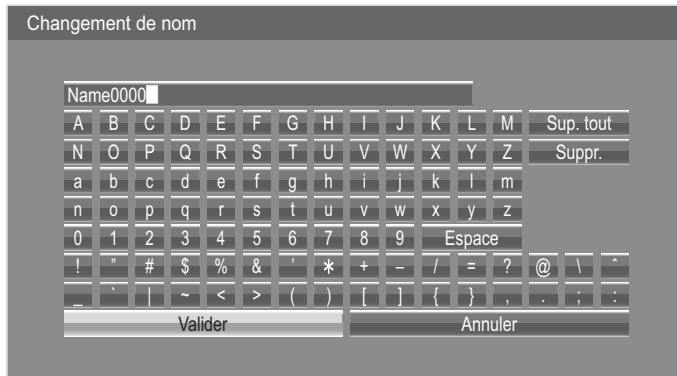 Changement de nom
Name0000
A B C D E F G H I J K L M Sup. tout
N O P Q R S T U V W X Y Z Suppr.
a b c d e f g h i j k l m
n o p q r s t u v w x y z
0 1 2 3 4 5 6 7 8 9 Espace
! " # $ % & ' * + – / = ? @ \ ^
_ ` | ~ < > ( ) [ ] { } , . ; :
Valider Annuler